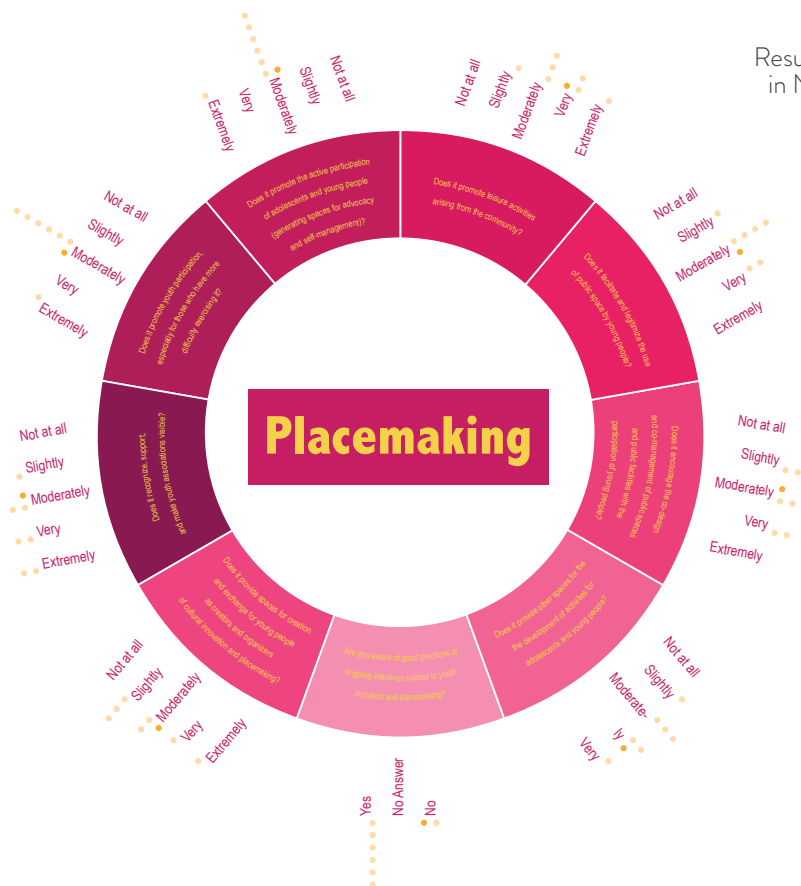 Resu
in N
Placemaking
Does it promote leisure activities
arising from the community?
Not at all
Slightly
Moderately
Very
Extremely
Does it facilitate and legitimize the use
of public space by young people?
Not at all
Slightly
Moderately
Very
Extremely
Does it encourage the co-design
and co-management of public spaces
and public facilities with the
participation of young people?
Not at all
Slightly
Moderately
Very
Extremely
Does it provide other spaces for the
the development of activities for
adolescents and young people?
Not at all
Slightly
Moderate-
ly
Very
Are you aware of good practices or
ongoing initiatives related to youth
inclusion and placemaking?
Yes
No Answer
No
Does it provide spaces for creation
and exchange for young people
as creators and organizers
of cultural innovation and placemaking?
Not at all
Slightly
Moderately
Very
Extremely
Does it recognize, support,
and make youth associations visible?
Not at all
Slightly
Moderately
Very
Extremely
Does it promote youth participation,
especially for those who have more
difficulty exercising it?
Not at all
Slightly
Moderately
Very
Extremely
Does it promote the active participation
of adolescents and young people
(generating spaces for advocacy
and self-management)?
Extremely
Very
Moderately
Slightly
Not at all